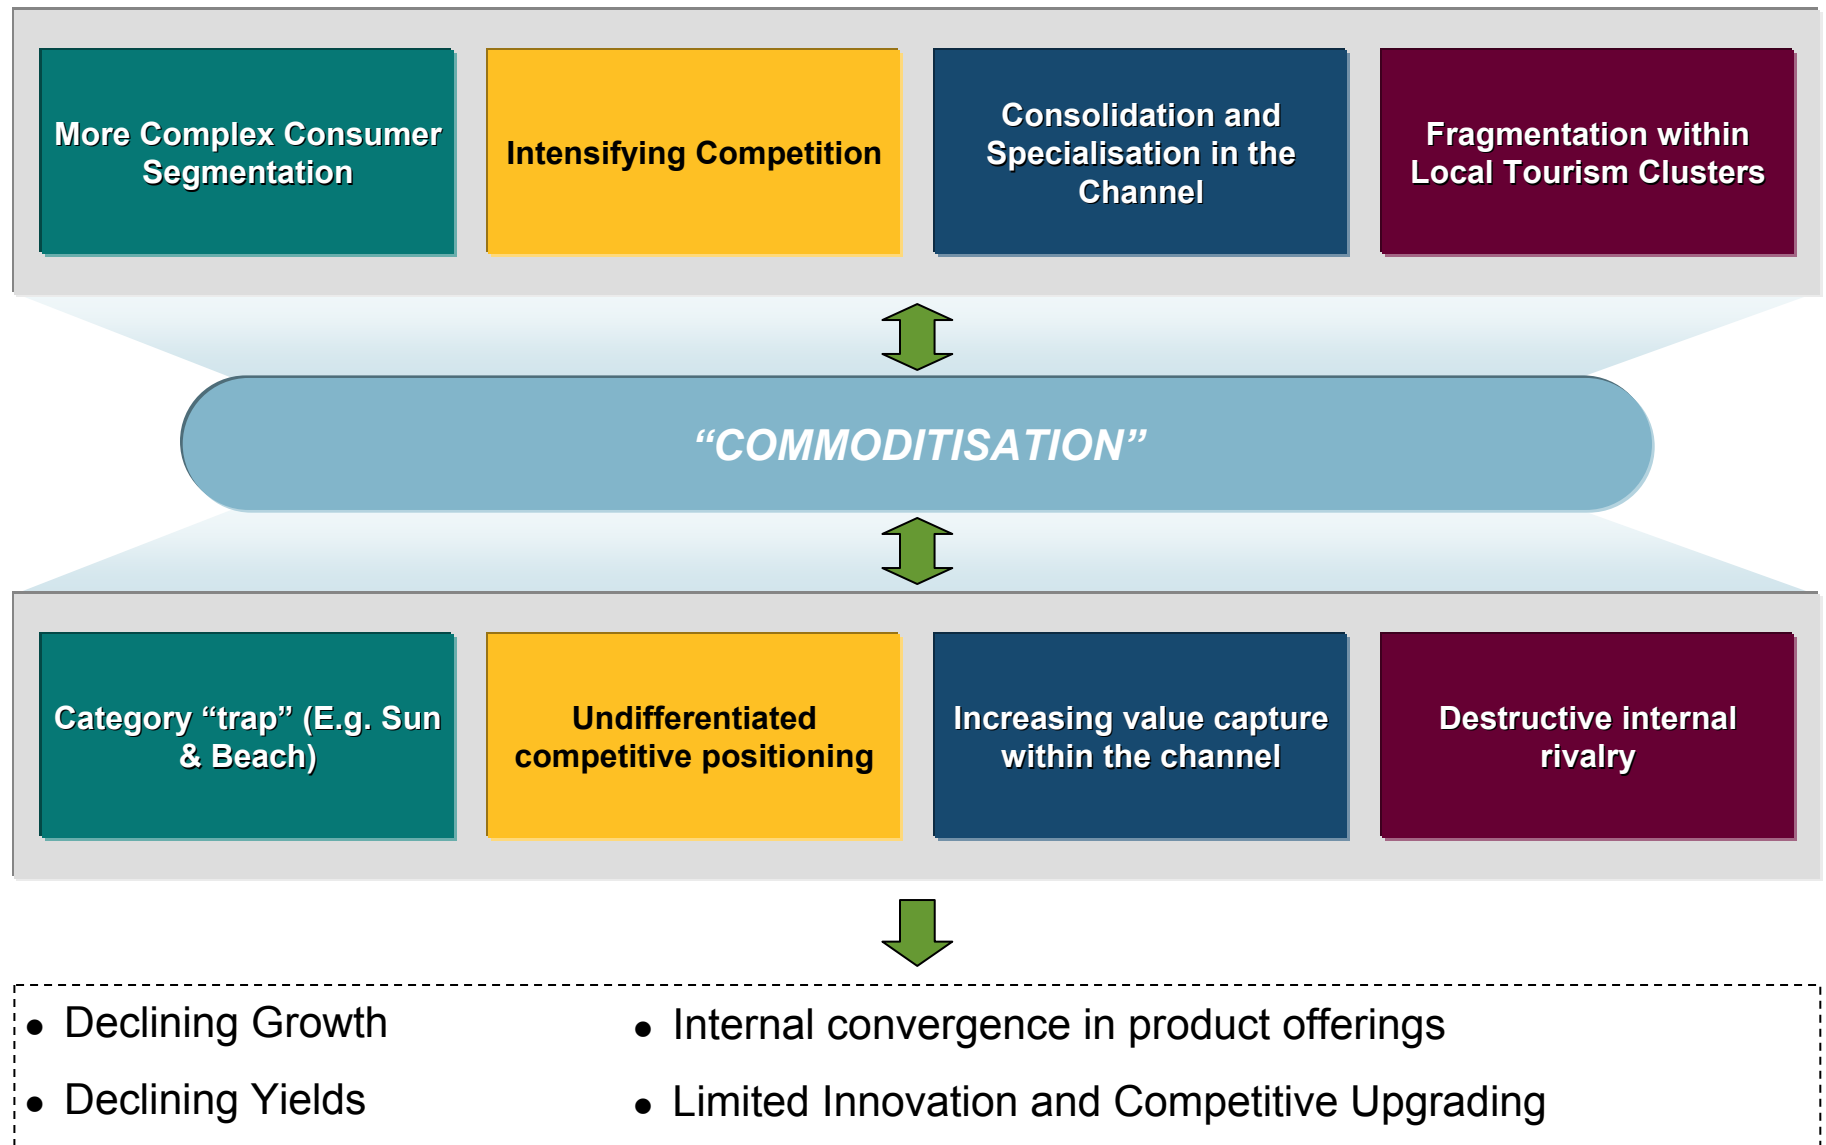 More Complex Consumer
Segmentation
Intensifying Competition
Consolidation and
Specialisation in the
Channel
Fragmentation within
Local Tourism Clusters
“COMMODITISATION”
Category “trap” (E.g. Sun
& Beach)
Undifferentiated
competitive positioning
Increasing value capture
within the channel
Destructive internal
rivalry
● Declining Growth
● Declining Yields
● Internal convergence in product offerings
● Limited Innovation and Competitive Upgrading